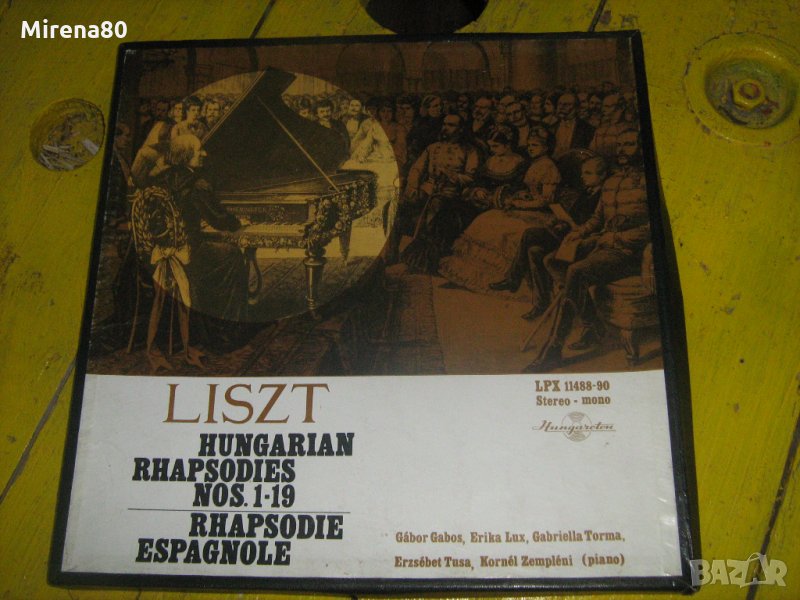 Mirena80
LISZT
HUNGARIAN
RHAPSODIES
NOS. 1-19
RHAPSODIE
ESPAGNOLE
LPX 11488-90
Stereo - mono
Hungaroton
Gábor Gabos, Erika Lux, Gabriella Torma,
Erzsébet Tusa, Kornél Zempléni (piano)
BAZAR